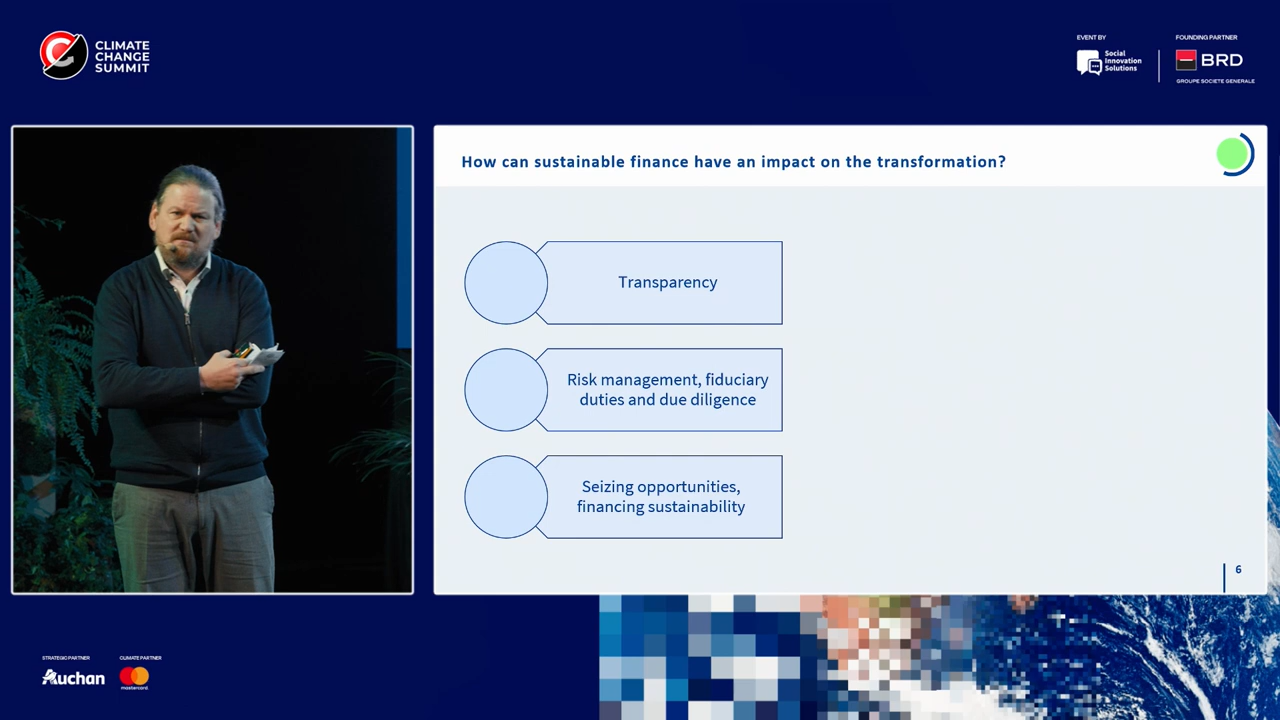 CLIMATE
CHANGE
SUMMIT
EVENT BY
Social
Innovation
Solutions
FOUNDING PARTNER
BRD
GROUPE SOCIETE GENERALE
How can sustainable finance have an impact on the transformation?
Transparency
Risk management, fiduciary
duties and due diligence
Seizing opportunities,
financing sustainability
6
STRATEGIC PARTNER
Auchan
CLIMATE PARTNER
mastercard